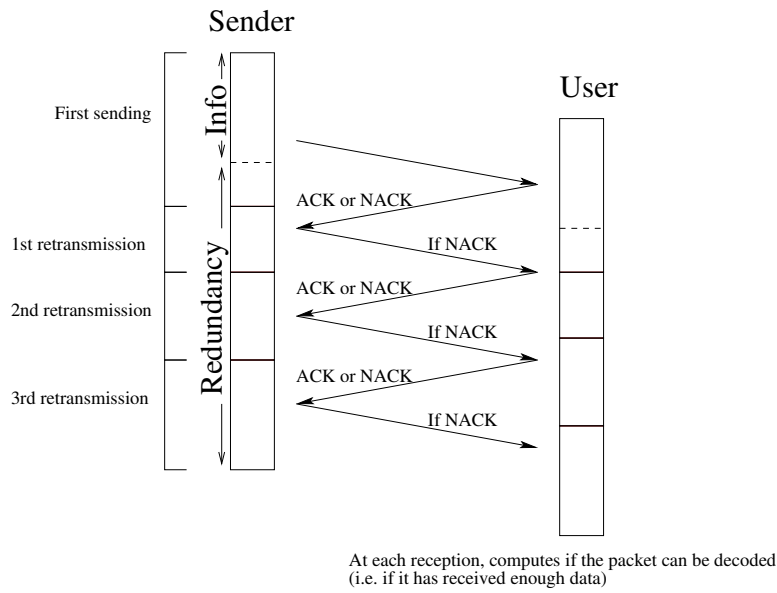 Sender
User
First sending
Info
ACK or NACK
1st retransmission
If NACK
Redundancy
ACK or NACK
2nd retransmission
If NACK
ACK or NACK
3rd retransmission
If NACK
At each reception, computes if the packet can be decoded
(i.e. if it has received enough data)